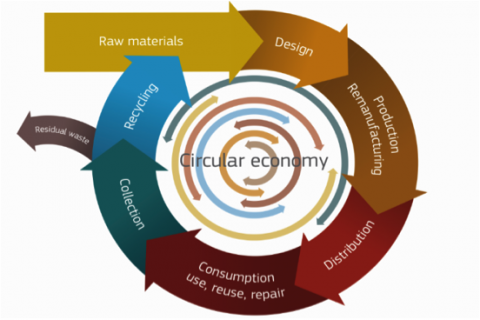 Raw materials
Design
Production
Remanufacturing
Distribution
Consumption
use, reuse, repair
Collection
Recycling
Residual waste
Circular economy